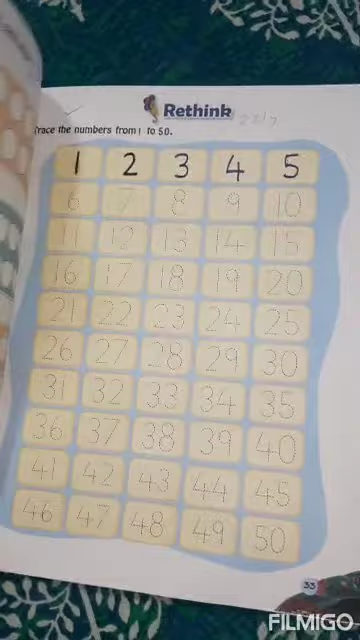 Rethink
Trace the numbers from 1 to 50.
1 2 3 4 5
6 7 8 9 10
11 12 13 14 15
16 17 18 19 20
21 22 23 24 25
26 27 28 29 30
31 32 33 34 35
36 37 38 39 40
41 42 43 44 45
46 47 48 49 50
33
FILMIGO